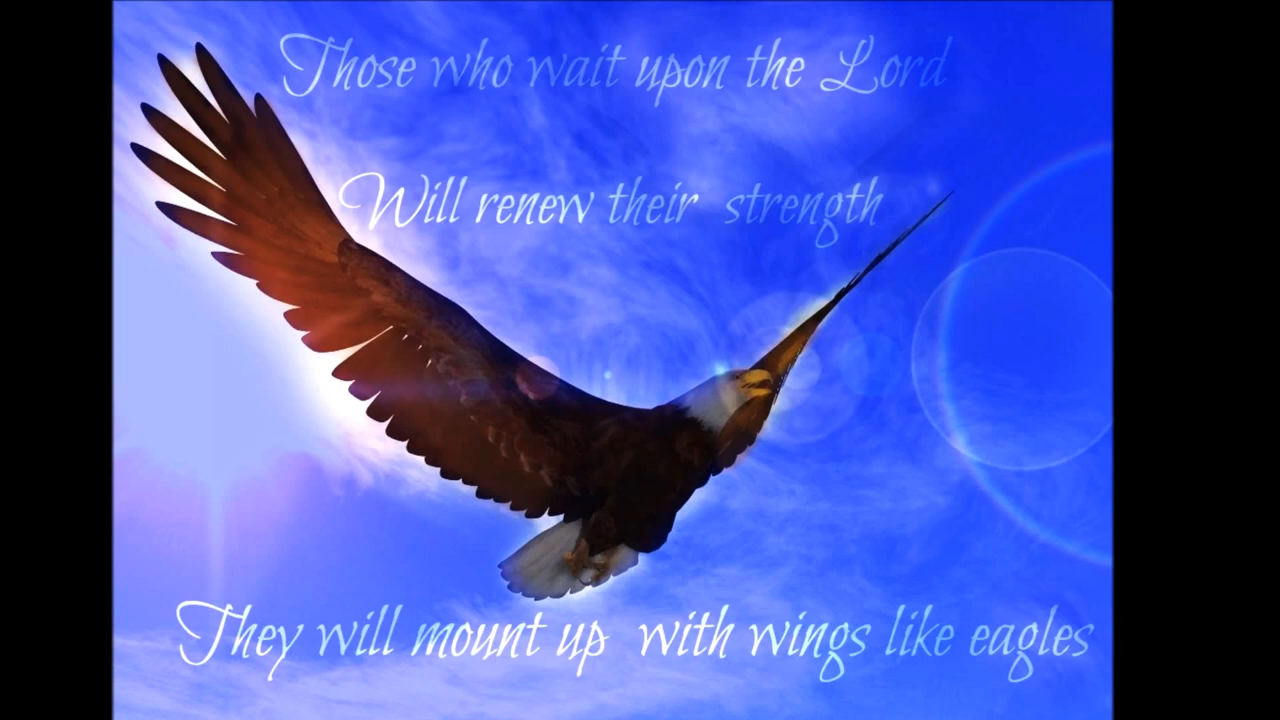 Those who wait upon the Lord
Will renew their strength
They will mount up with wings like eagles